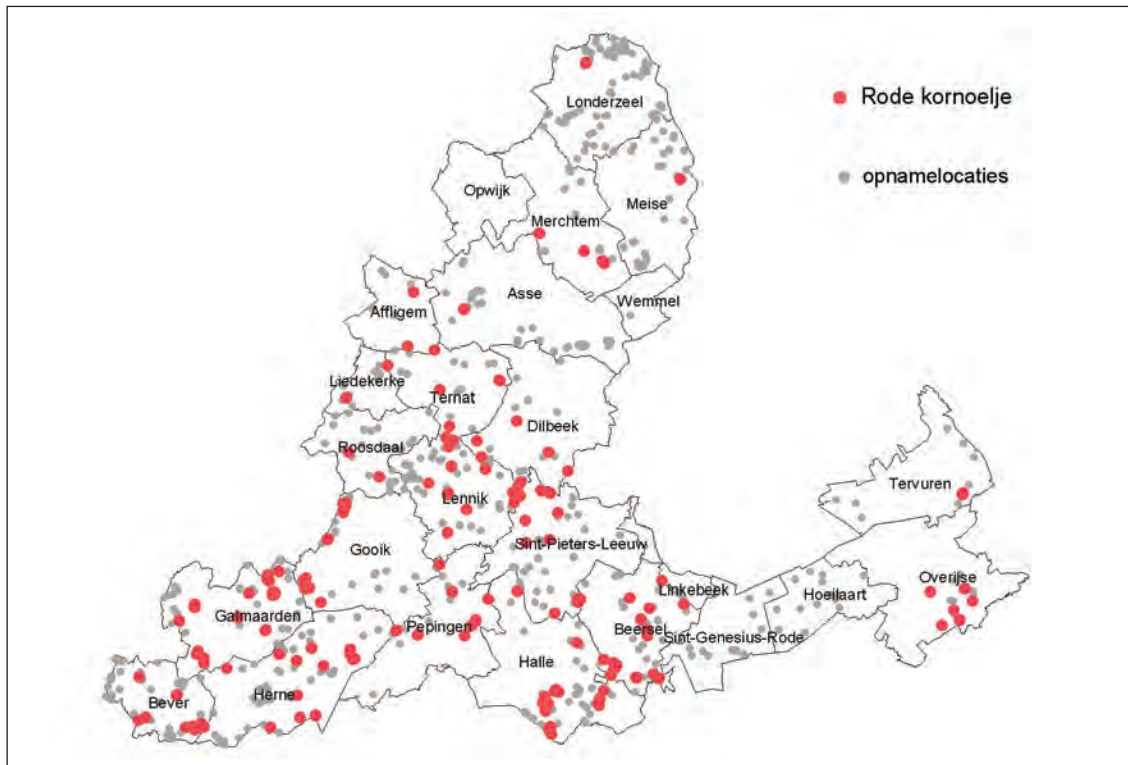 Rode kornoelje
Londerzeel
opnamelocaties
Opwijk
Meise
Merchtem
Asse
Wemmel
Affligem
Liedekerke
Ternat
Dilbeek
Roosdaal
Tervuren
Lennik
Gooik
Sint-Pieters-Leeuw
Overijse
Linkebeek
Hoeilaart
Galmaarden
Pepingen
Beersel
Sint-Genesius-Rode
Halle
Herne
Bever